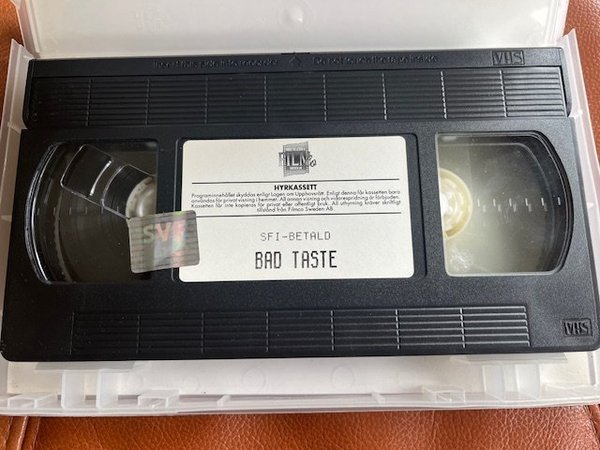 VHS
FILM
HYRKASSETT
Programinnehållet skyddas enligt Lagen om Upphovsrätt. Enligt denna får kassetten bara
användas för privat visning i hemmet. All annan visning och vidarespridning är förbjuden.
Kassetten får inte kopieras för privat eller offentligt bruk. All uthyrning kräver skriftligt
tillstånd från Filmco Sweden AB.
SVF
SFI-BETALD
BAD TASTE
VHS